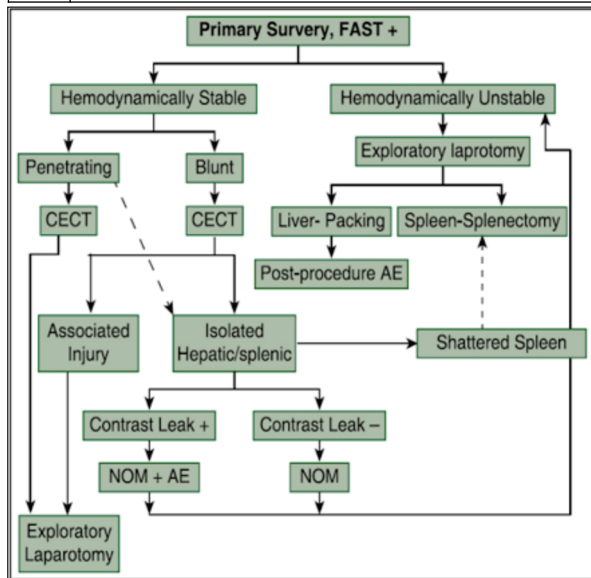 Primary Survery, FAST +
Hemodynamically Stable
Hemodynamically Unstable
Penetrating
Blunt
Exploratory laprotomy
CECT
CECT
Liver- Packing
Spleen-Splenectomy
Post-procedure AE
Associated
Injury
Isolated
Hepatic/splenic
Shattered Spleen
Contrast Leak +
Contrast Leak –
NOM + AE
NOM
Exploratory
Laparotomy